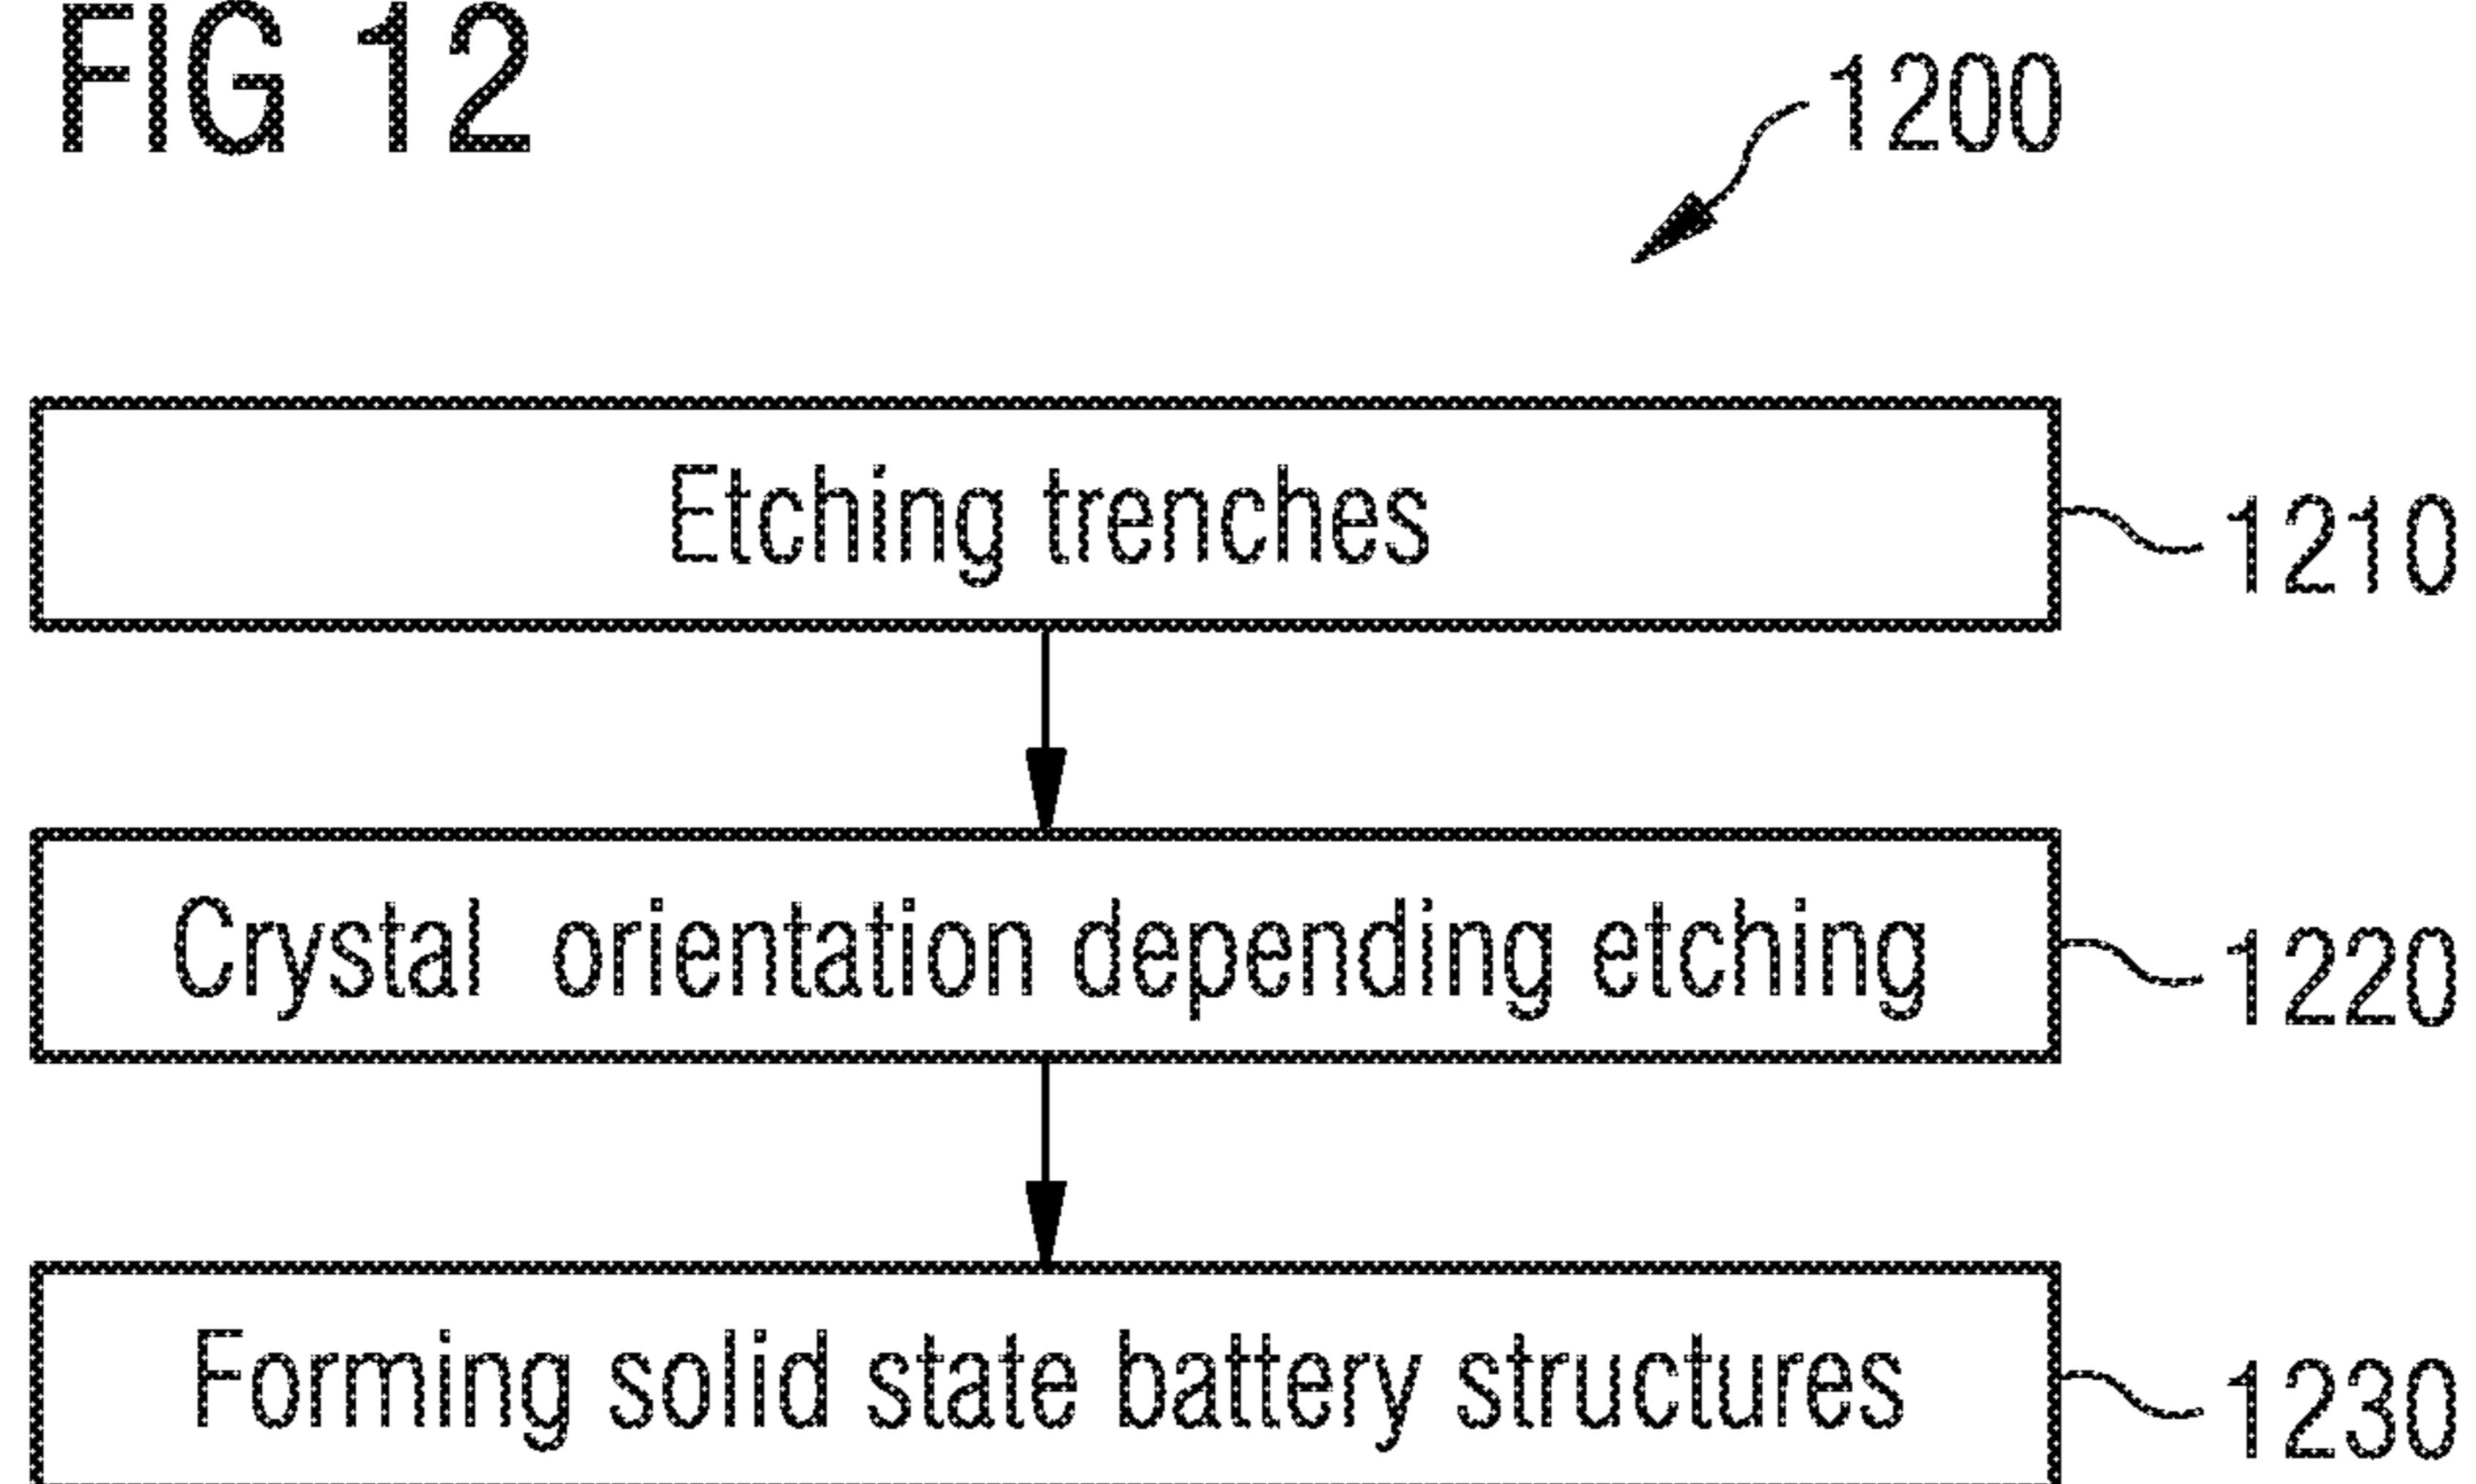 FIG 12
1200
Etching trenches
1210
Crystal orientation depending etching
1220
Forming solid state battery structures
1230